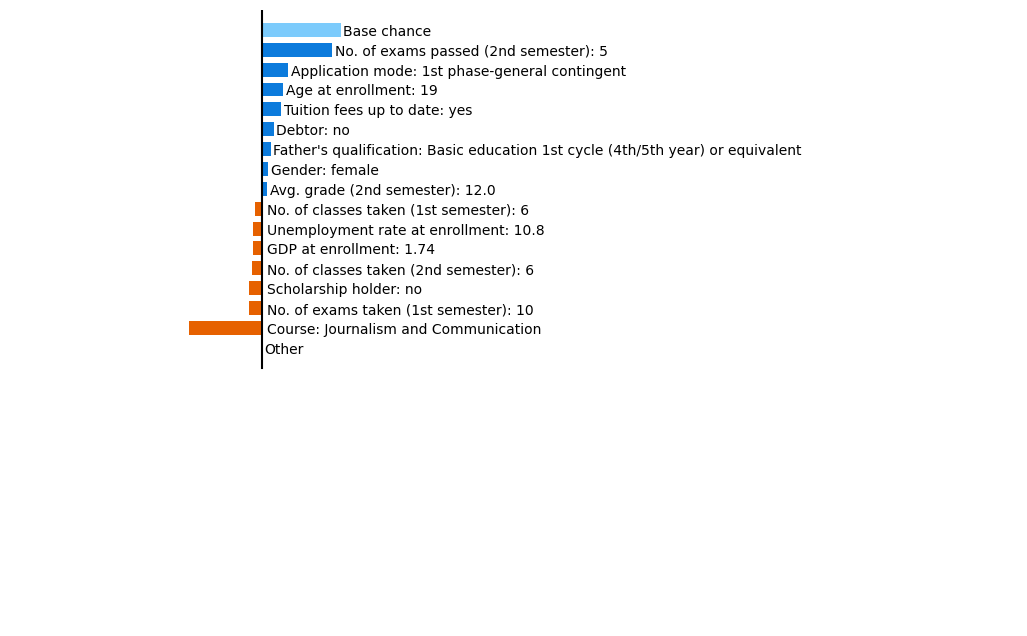 Base chance
No. of exams passed (2nd semester): 5
Application mode: 1st phase-general contingent
Age at enrollment: 19
Tuition fees up to date: yes
Debtor: no
Father's qualification: Basic education 1st cycle (4th/5th year) or equivalent
Gender: female
Avg. grade (2nd semester): 12.0
No. of classes taken (1st semester): 6
Unemployment rate at enrollment: 10.8
GDP at enrollment: 1.74
No. of classes taken (2nd semester): 6
Scholarship holder: no
No. of exams taken (1st semester): 10
Course: Journalism and Communication
Other